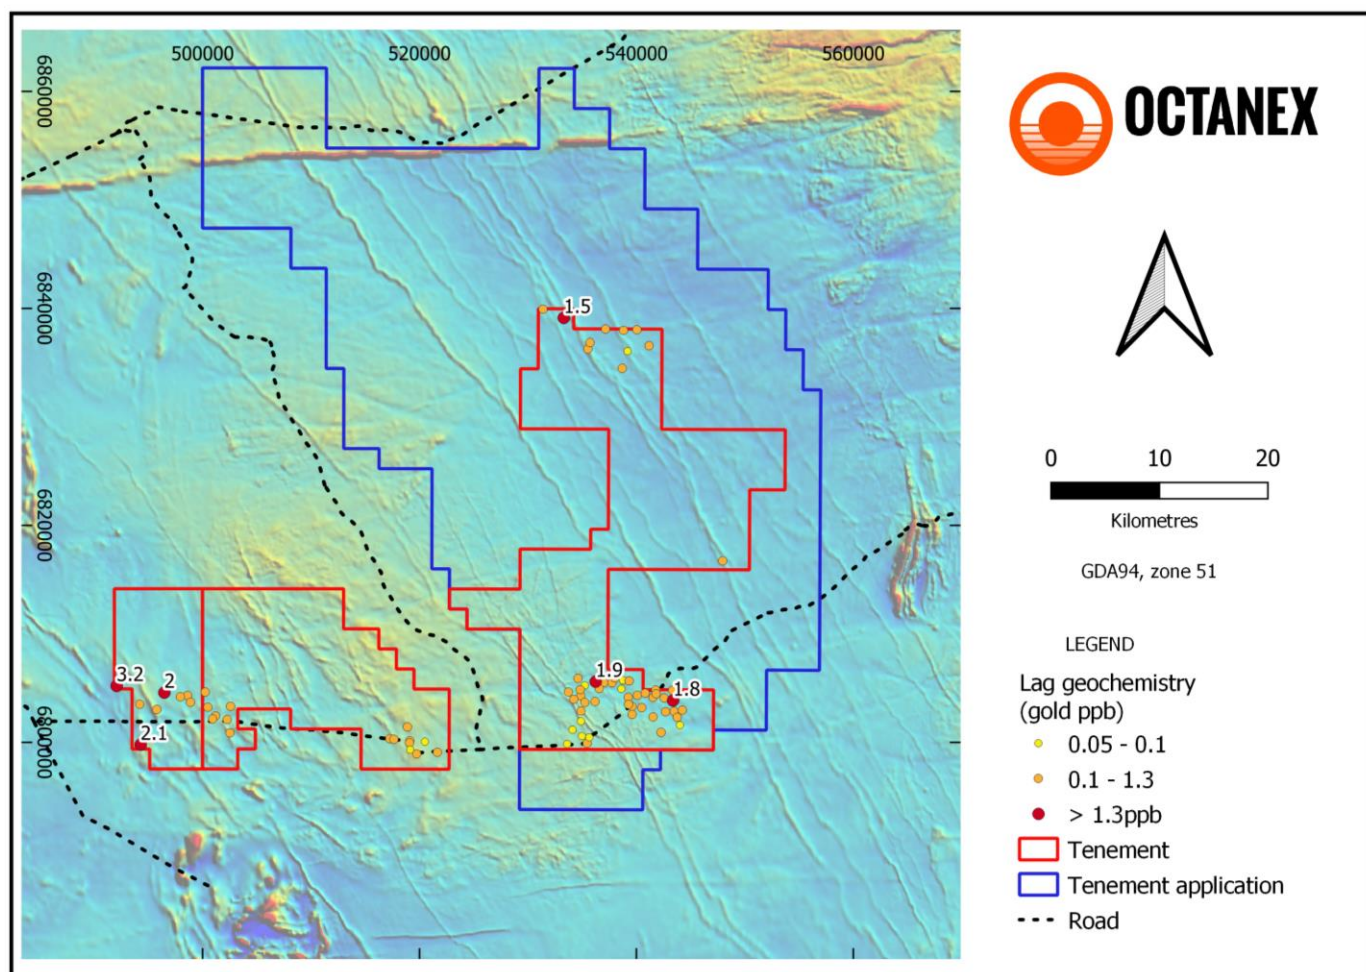 500000
520000
540000
560000
6860000
6840000
6820000
6800000
1.5
3.2
2
2.1
1.9
1.8
OCTANEX
0
10
20
Kilometres
GDA94, zone 51
LEGEND
Lag geochemistry
(gold ppb)
0.05 - 0.1
0.1 - 1.3
> 1.3ppb
Tenement
Tenement application
Road